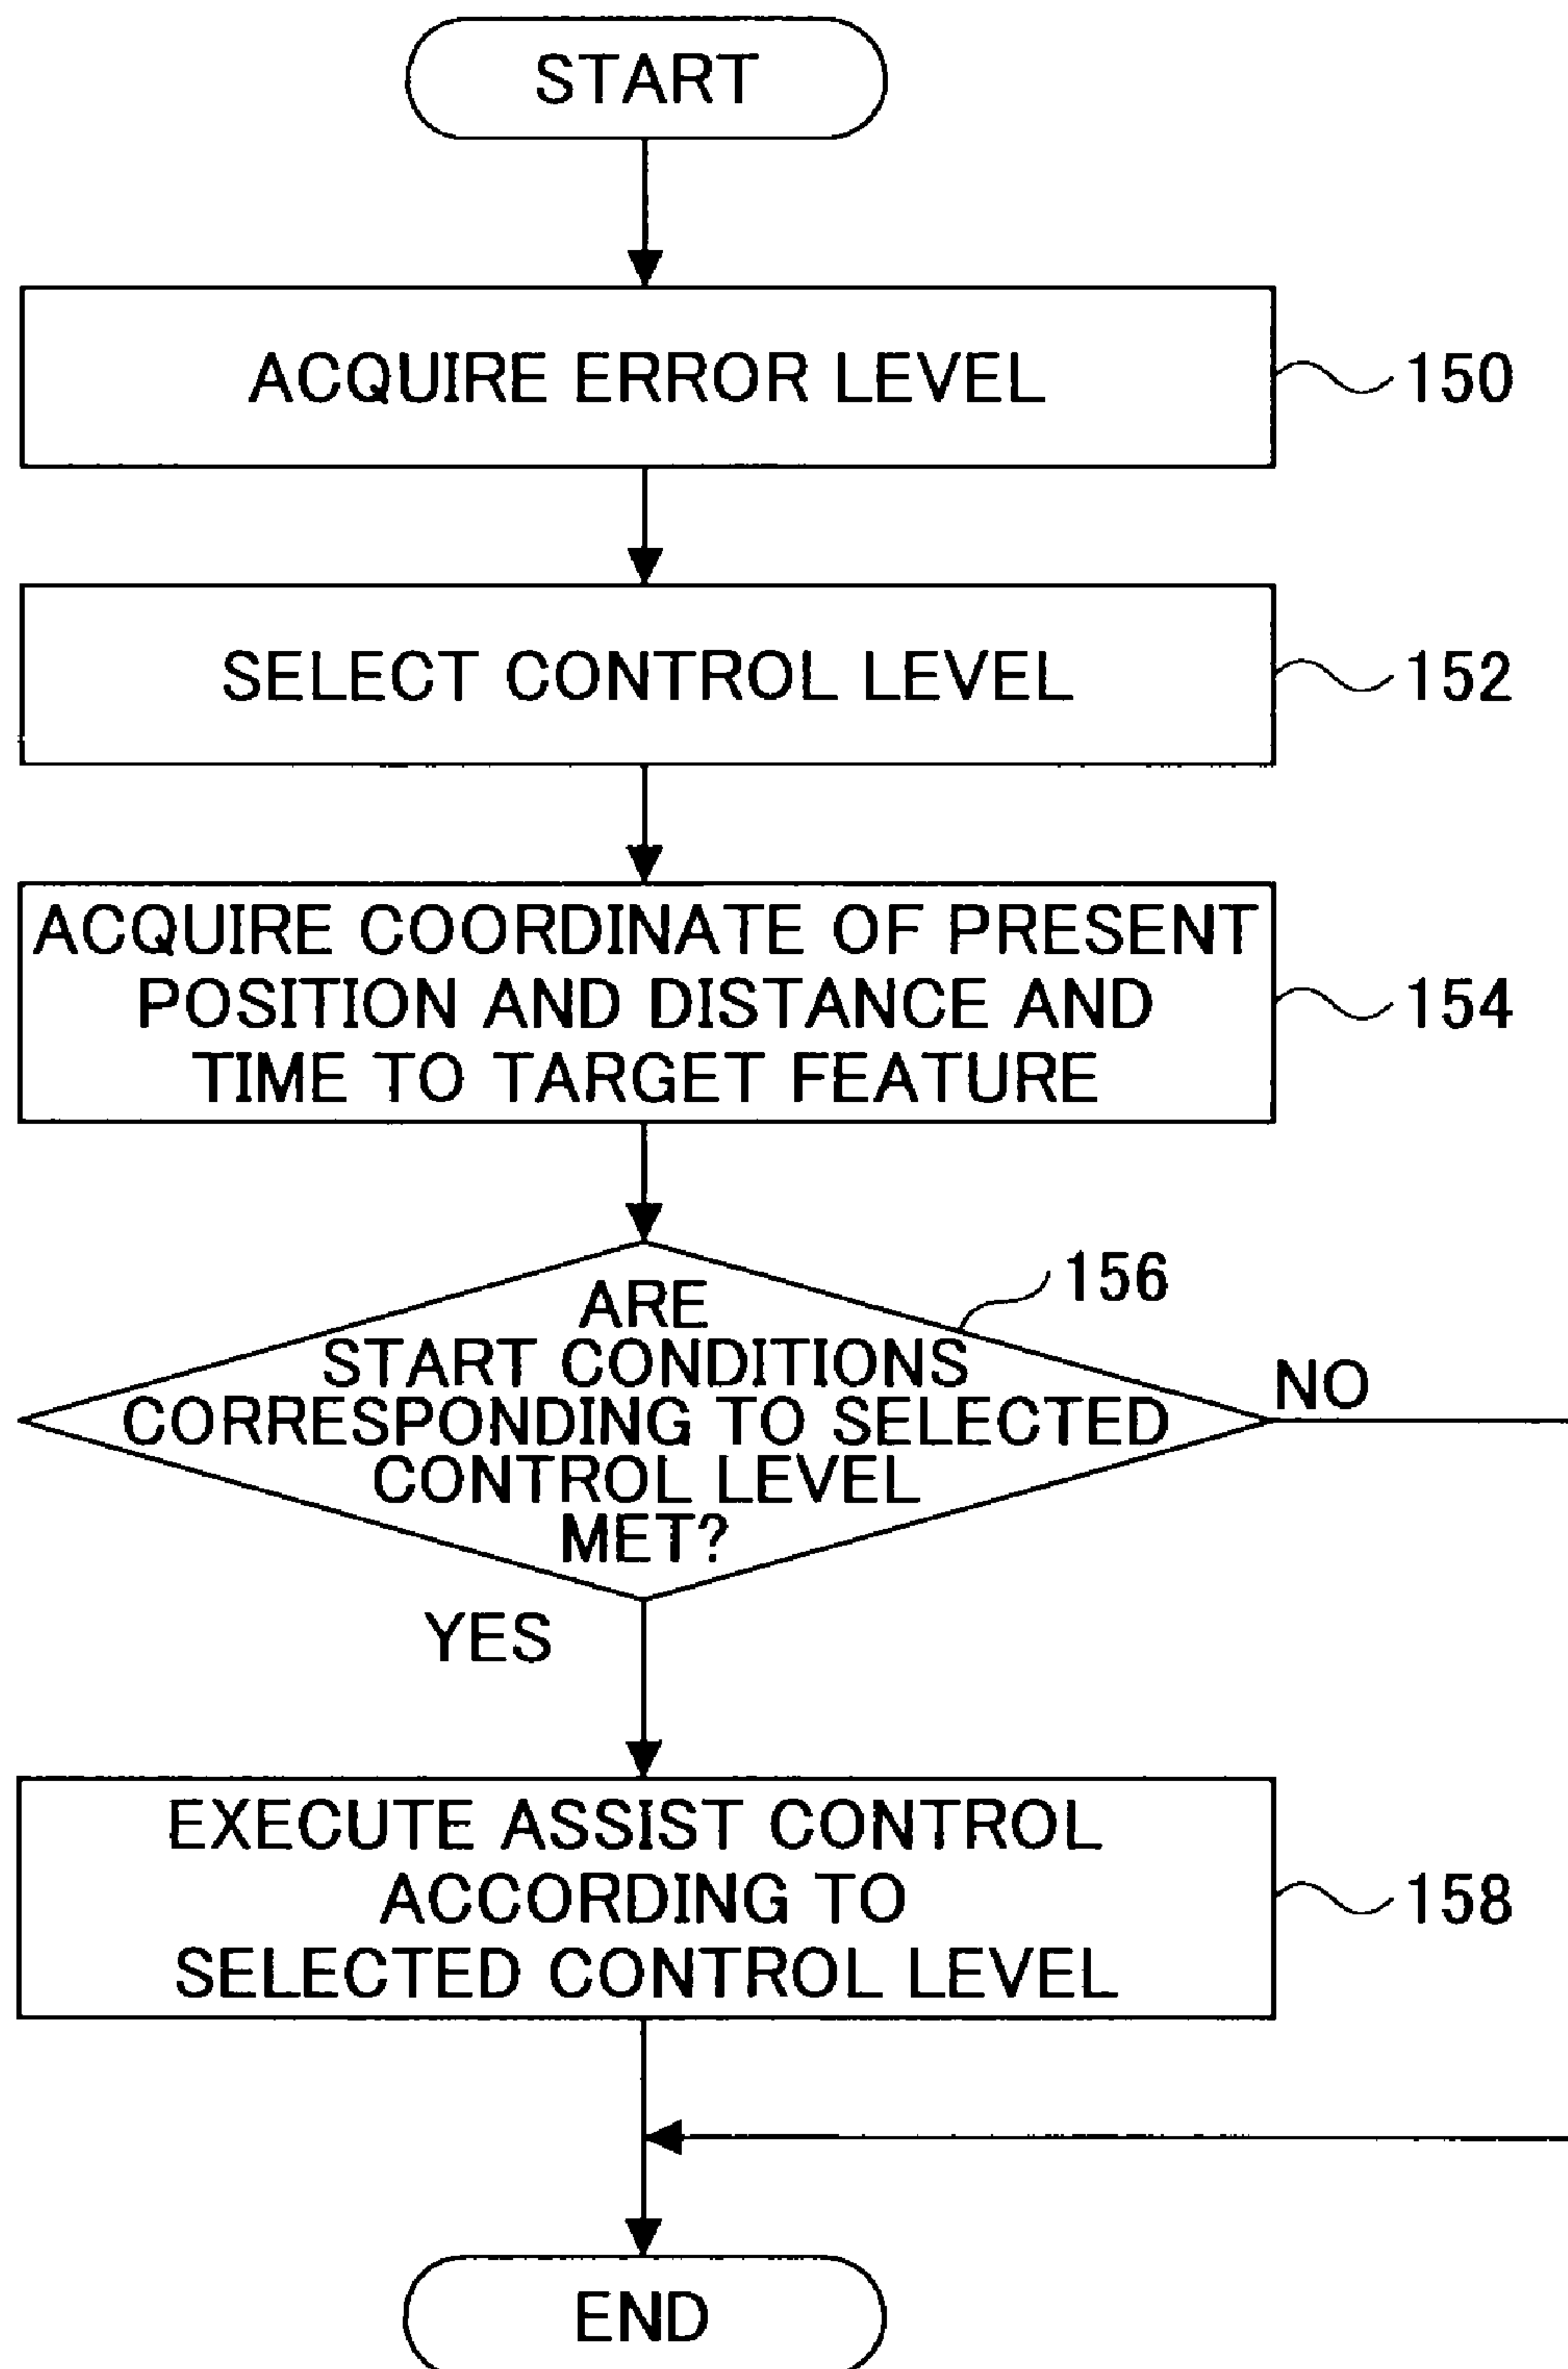 START
ACQUIRE ERROR LEVEL
150
SELECT CONTROL LEVEL
152
ACQUIRE COORDINATE OF PRESENT
POSITION AND DISTANCE AND
TIME TO TARGET FEATURE
154
156
ARE
START CONDITIONS
CORRESPONDING TO SELECTED
CONTROL LEVEL
MET?
NO
YES
EXECUTE ASSIST CONTROL
ACCORDING TO
SELECTED CONTROL LEVEL
158
END